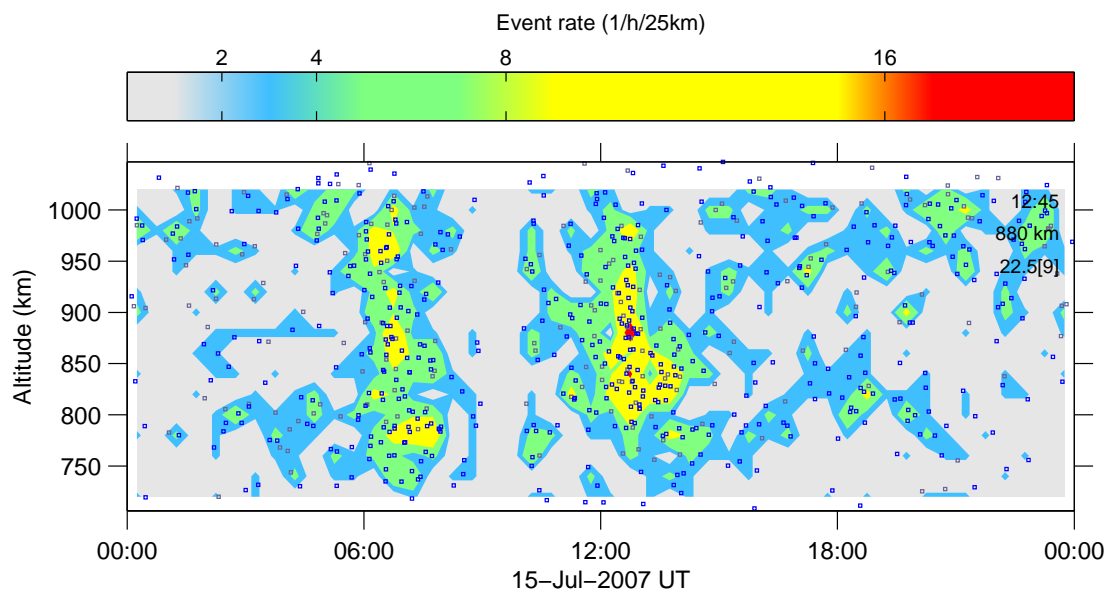 Event rate (1/h/25km)
2 4 8 16
1000
950
900
850
800
750
Altitude (km)
12:45
880 km
22.5[9]
00:00 06:00 12:00 18:00 00:00
15−Jul−2007 UT